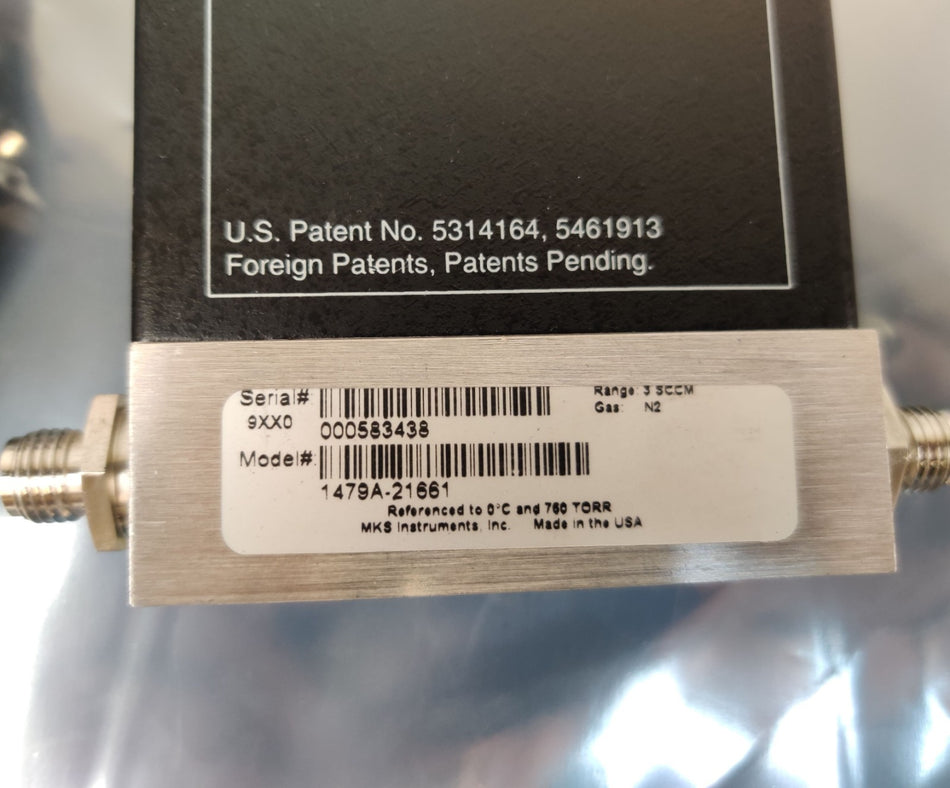 U.S. Patent No. 5314164, 5461913
Foreign Patents, Patents Pending.
Serial#:
9XX0
000583438
Range: 3 SCCM
Gas: N2
Model#:
1479A-21661
Referenced to 0°C and 760 TORR
MKS Instruments, Inc. Made in the USA